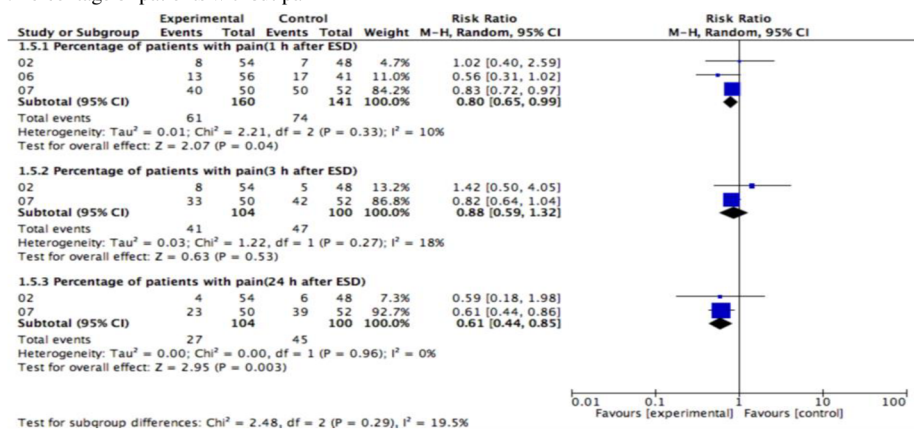 Experimental Control Risk Ratio Risk Ratio
Study or Subgroup Events Total Events Total Weight M-H, Random, 95% CI M-H, Random, 95% CI
1.5.1 Percentage of patients with pain(1 h after ESD)
02 8 54 7 48 4.7% 1.02 [0.40, 2.59]
06 13 56 17 41 11.0% 0.56 [0.31, 1.02]
07 40 50 50 52 84.2% 0.83 [0.72, 0.97]
Subtotal (95% CI) 160 141 100.0% 0.80 [0.65, 0.99]
Total events 61 74
Heterogeneity: Tau² = 0.01; Chi² = 2.21, df = 2 (P = 0.33); I² = 10%
Test for overall effect: Z = 2.07 (P = 0.04)
1.5.2 Percentage of patients with pain(3 h after ESD)
02 8 54 5 48 13.2% 1.42 [0.50, 4.05]
07 33 50 42 52 86.8% 0.82 [0.64, 1.04]
Subtotal (95% CI) 104 100 100.0% 0.88 [0.59, 1.32]
Total events 41 47
Heterogeneity: Tau² = 0.03; Chi² = 1.22, df = 1 (P = 0.27); I² = 18%
Test for overall effect: Z = 0.63 (P = 0.53)
1.5.3 Percentage of patients with pain(24 h after ESD)
02 4 54 6 48 7.3% 0.59 [0.18, 1.98]
07 23 50 39 52 92.7% 0.61 [0.44, 0.86]
Subtotal (95% CI) 104 100 100.0% 0.61 [0.44, 0.85]
Total events 27 45
Heterogeneity: Tau² = 0.00; Chi² = 0.00, df = 1 (P = 0.96); I² = 0%
Test for overall effect: Z = 2.95 (P = 0.003)
0.01 0.1 1 10 100
Favours [experimental] Favours [control]
Test for subgroup differences: Chi² = 2.48, df = 2 (P = 0.29), I² = 19.5%